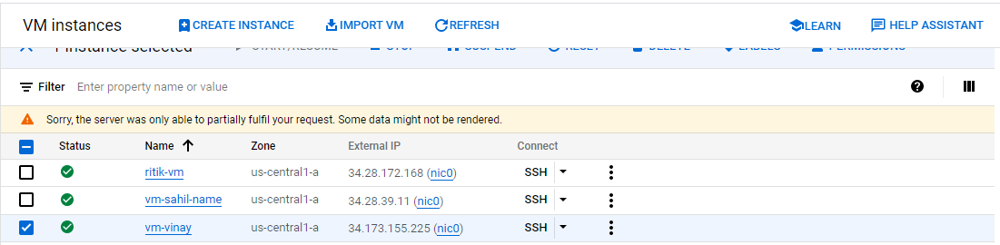 VM instances CREATE INSTANCE IMPORT VM REFRESH LEARN HELP ASSISTANT
1 instance selected START/RESUME STOP SUSPEND RESET DELETE LABELS PERMISSIONS
Filter Enter property name or value
Sorry, the server was only able to partially fulfil your request. Some data might not be rendered.
Status Name Zone External IP Connect
ritik-vm us-central1-a 34.28.172.168 (nic0) SSH
vm-sahil-name us-central1-a 34.28.39.11 (nic0) SSH
vm-vinay us-central1-a 34.173.155.225 (nic0) SSH